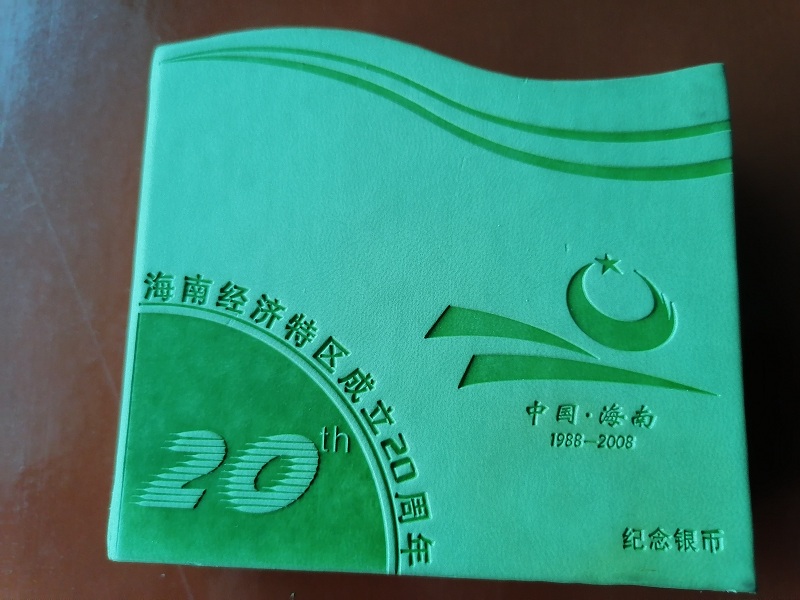 海南经济特区成立20周年
20th
中国·海南
1988-2008
纪念银币